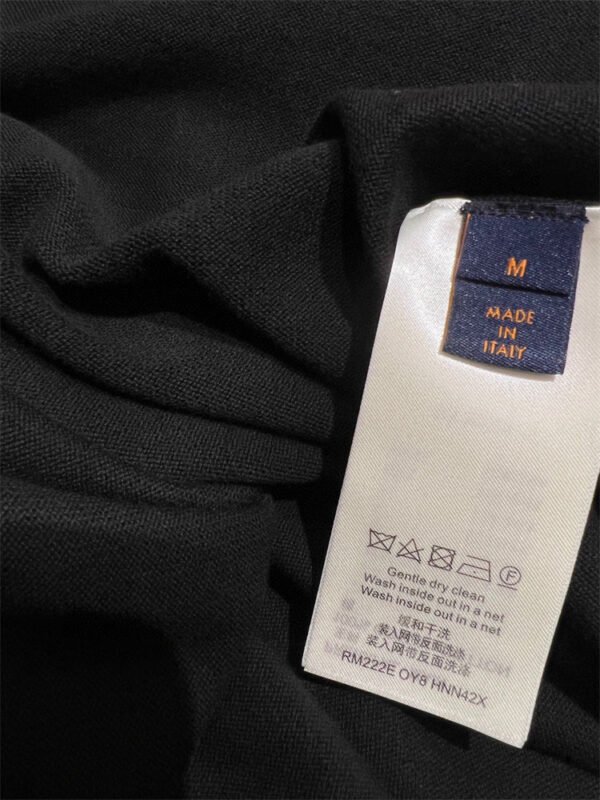 M
MADE
IN
ITALY
F
Gentle dry clean
Wash inside out in a net
Wash inside out in a net
缓和干洗
装入网带反面洗涤
装入网带反面洗涤
RM222E OY8 HNN42X